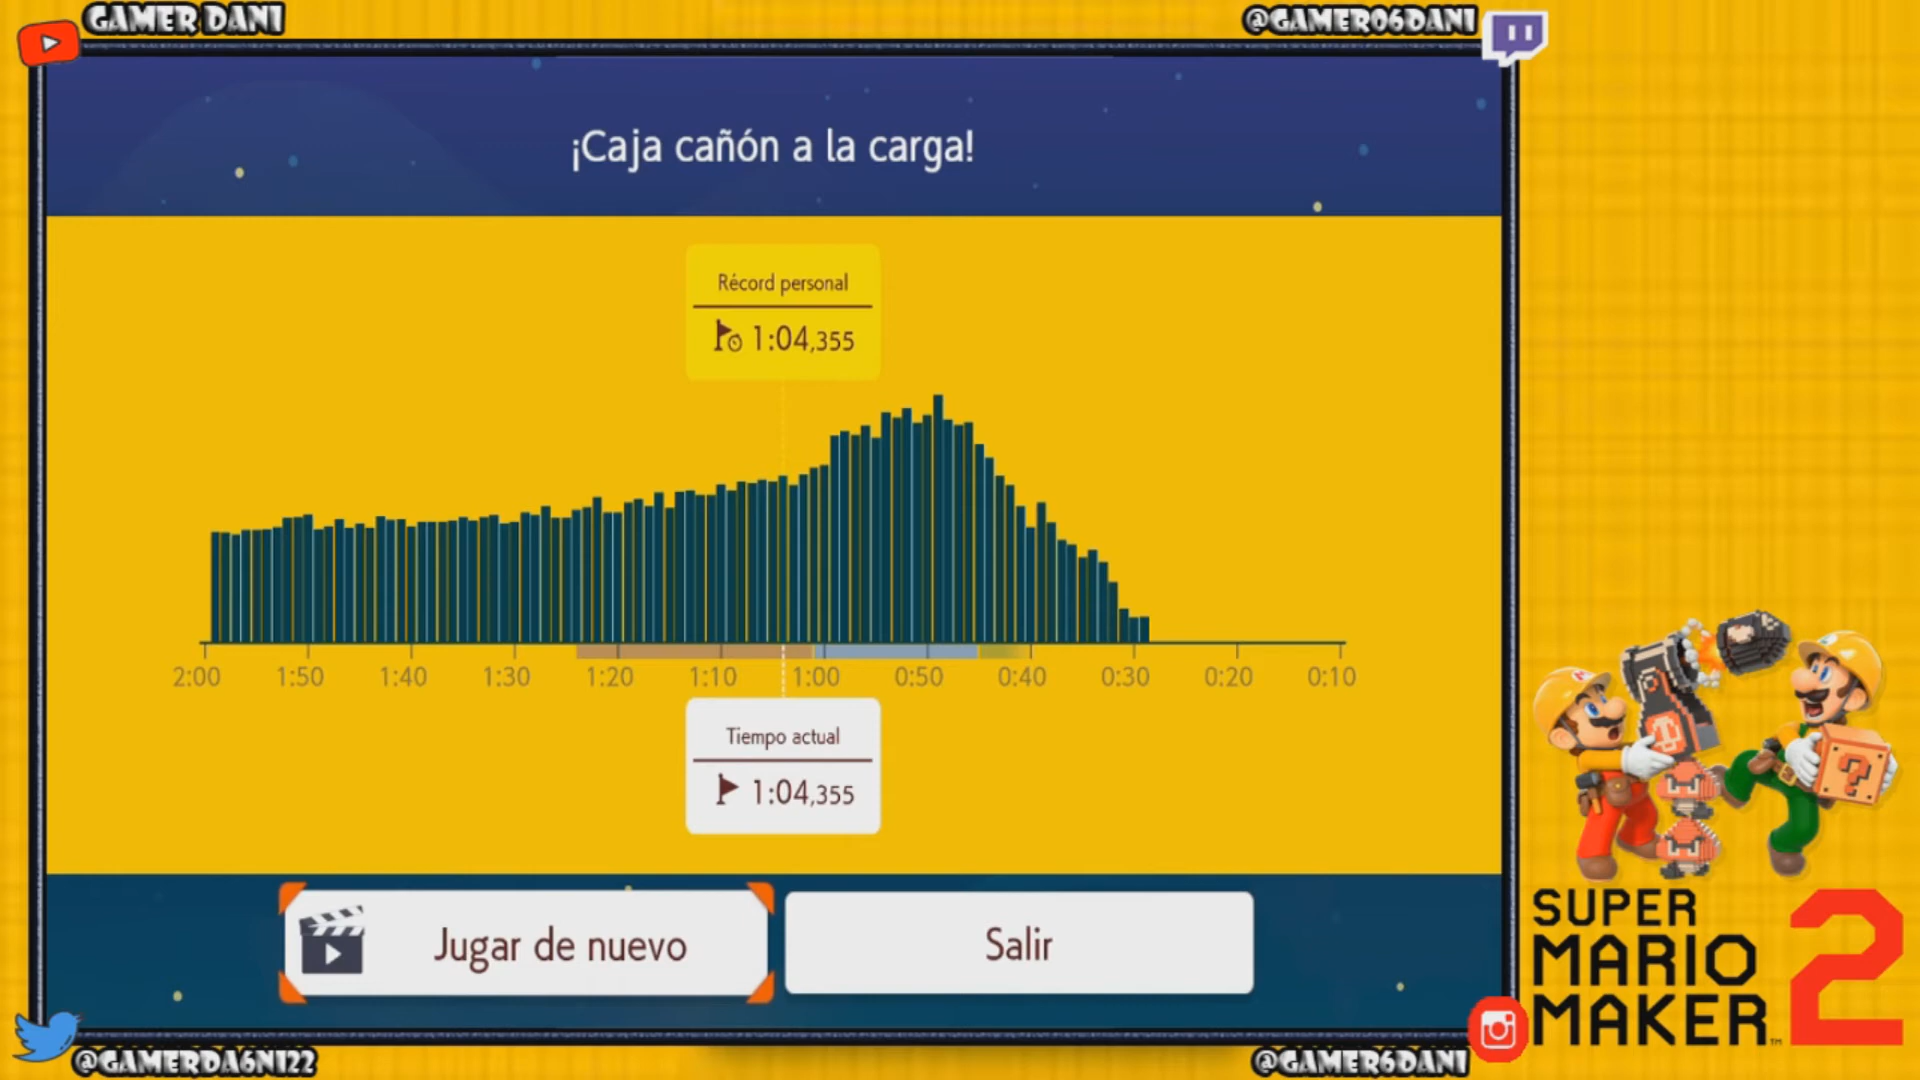 GAMER DANI
@GAMER06DANI
¡Caja cañón a la carga!
Récord personal
1:04,355
2:00 1:50 1:40 1:30 1:20 1:10 1:00 0:50 0:40 0:30 0:20 0:10
Tiempo actual
1:04,355
Jugar de nuevo
Salir
SUPER
MARIO
MAKER 2
TM
@GAMERDA6NI22
@GAMER6DANI